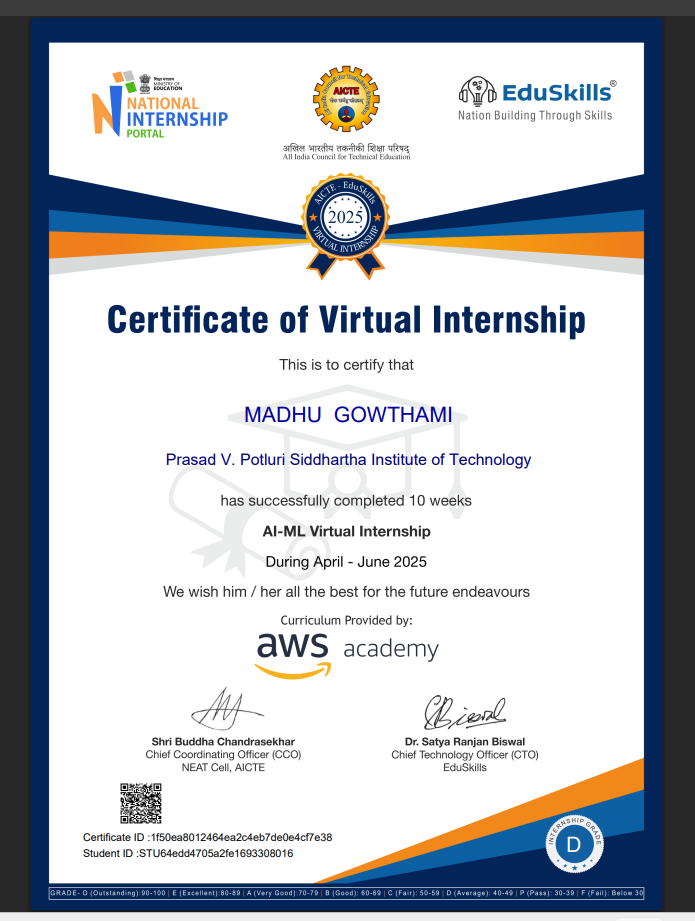 शिक्षा मंत्रालय
MINISTRY OF
EDUCATION
NATIONAL
INTERNSHIP
PORTAL
AICTE
अखिल भारतीय तकनीकी शिक्षा परिषद्
All India Council for Technical Education
EduSkills®
Nation Building Through Skills
AICTE - EduSkills
2025
VIRTUAL INTERNSHIP
Certificate of Virtual Internship
This is to certify that
MADHU GOWTHAMI
Prasad V. Potluri Siddhartha Institute of Technology
has successfully completed 10 weeks
AI-ML Virtual Internship
During April - June 2025
We wish him / her all the best for the future endeavours
Curriculum Provided by:
aws academy
Shri Buddha Chandrasekhar
Chief Coordinating Officer (CCO)
NEAT Cell, AICTE
Dr. Satya Ranjan Biswal
Chief Technology Officer (CTO)
EduSkills
Certificate ID :1f50ea8012464ea2c4eb7de0e4cf7e38
Student ID :STU64edd4705a2fe1693308016
INTERNSHIP GRADE
D
GRADE- O (Outstanding):90-100 | E (Excellent):80-89 | A (Very Good):70-79 | B (Good): 60-69 | C (Fair): 50-59 | D (Average): 40-49 | P (Pass): 30-39 | F (Fail): Below 30